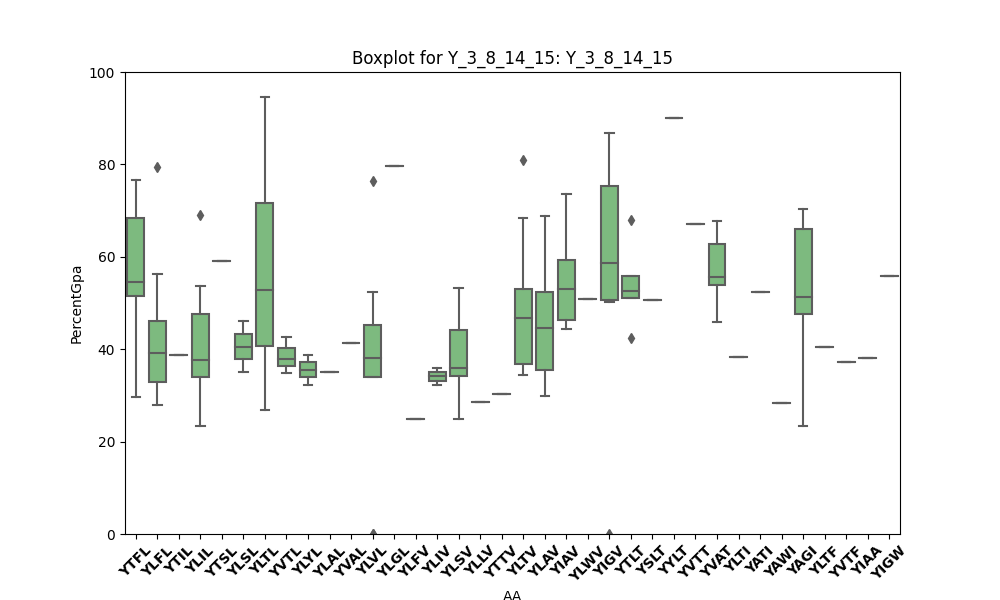 Boxplot for Y_3_8_14_15: Y_3_8_14_15
PercentGpa
100
80
60
40
20
0
YTFL YLFL YTIL YLIL YTSL YLSL YLTL YVTL YLYL YLAL YVAL YLVL YLGL YLFV YLIV YLSV YLLV YTTV YLTV YLAV YIAV YLWV YIGV YTLT YSLT YYLT YVTT YVAT YLTI YATI YAWI YAGI YLTF YVTF YIAA YIGW
AA